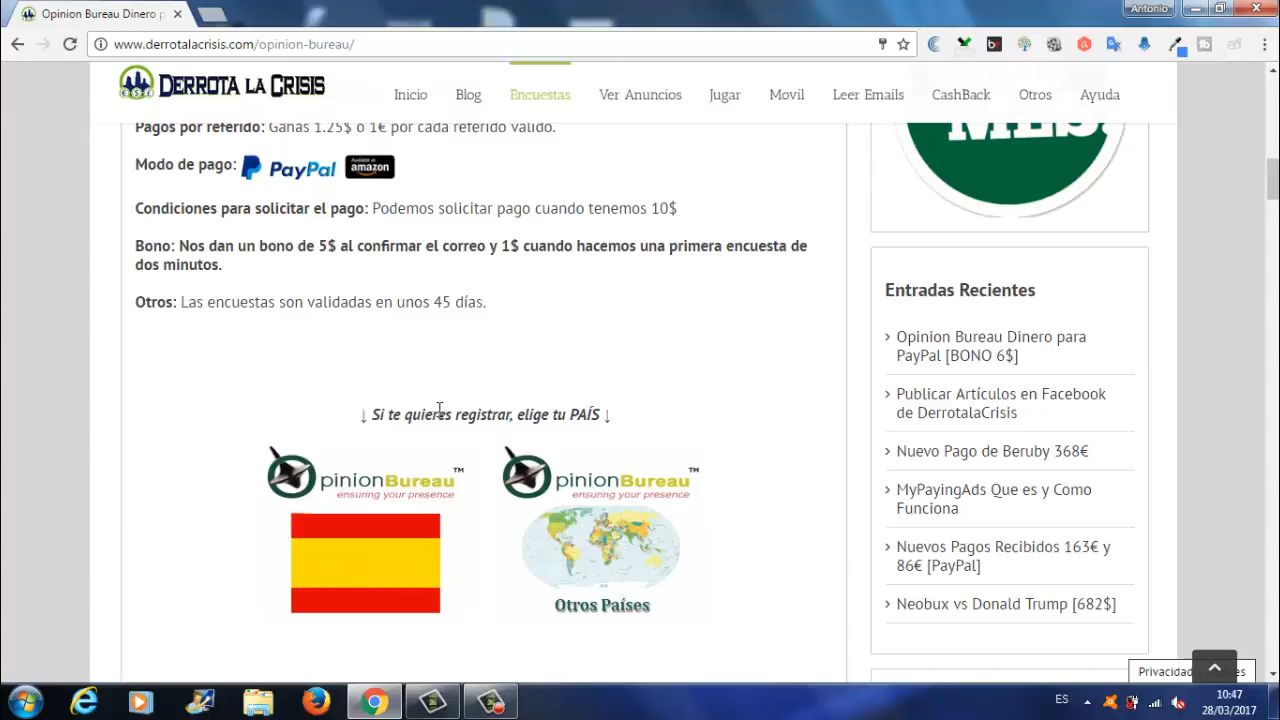 Opinion Bureau Dinero p
Antonio
www.derrotalacrisis.com/opinion-bureau/
DERROTA LA CRISIS
Inicio
Blog
Encuestas
Ver Anuncios
Jugar
Movil
Leer Emails
CashBack
Otros
Ayuda
Pagos por referido: Ganas 1.25$ o 1€ por cada referido valido.
Modo de pago: PayPal Available at amazon
Condiciones para solicitar el pago: Podemos solicitar pago cuando tenemos 10$
Bono: Nos dan un bono de 5$ al confirmar el correo y 1$ cuando hacemos una primera encuesta de
dos minutos.
Otros: Las encuestas son validadas en unos 45 días.
↓ Si te quieres registrar, elige tu PAÍS ↓
OpinionBureau™
ensuring your presence
OpinionBureau™
ensuring your presence
Otros Países
Entradas Recientes
Opinion Bureau Dinero para
PayPal [BONO 6$]
Publicar Artículos en Facebook
de DerrotalaCrisis
Nuevo Pago de Beruby 368€
MyPayingAds Que es y Como
Funciona
Nuevos Pagos Recibidos 163€ y
86€ [PayPal]
Neobux vs Donald Trump [682$]
ES
10:47
28/03/2017